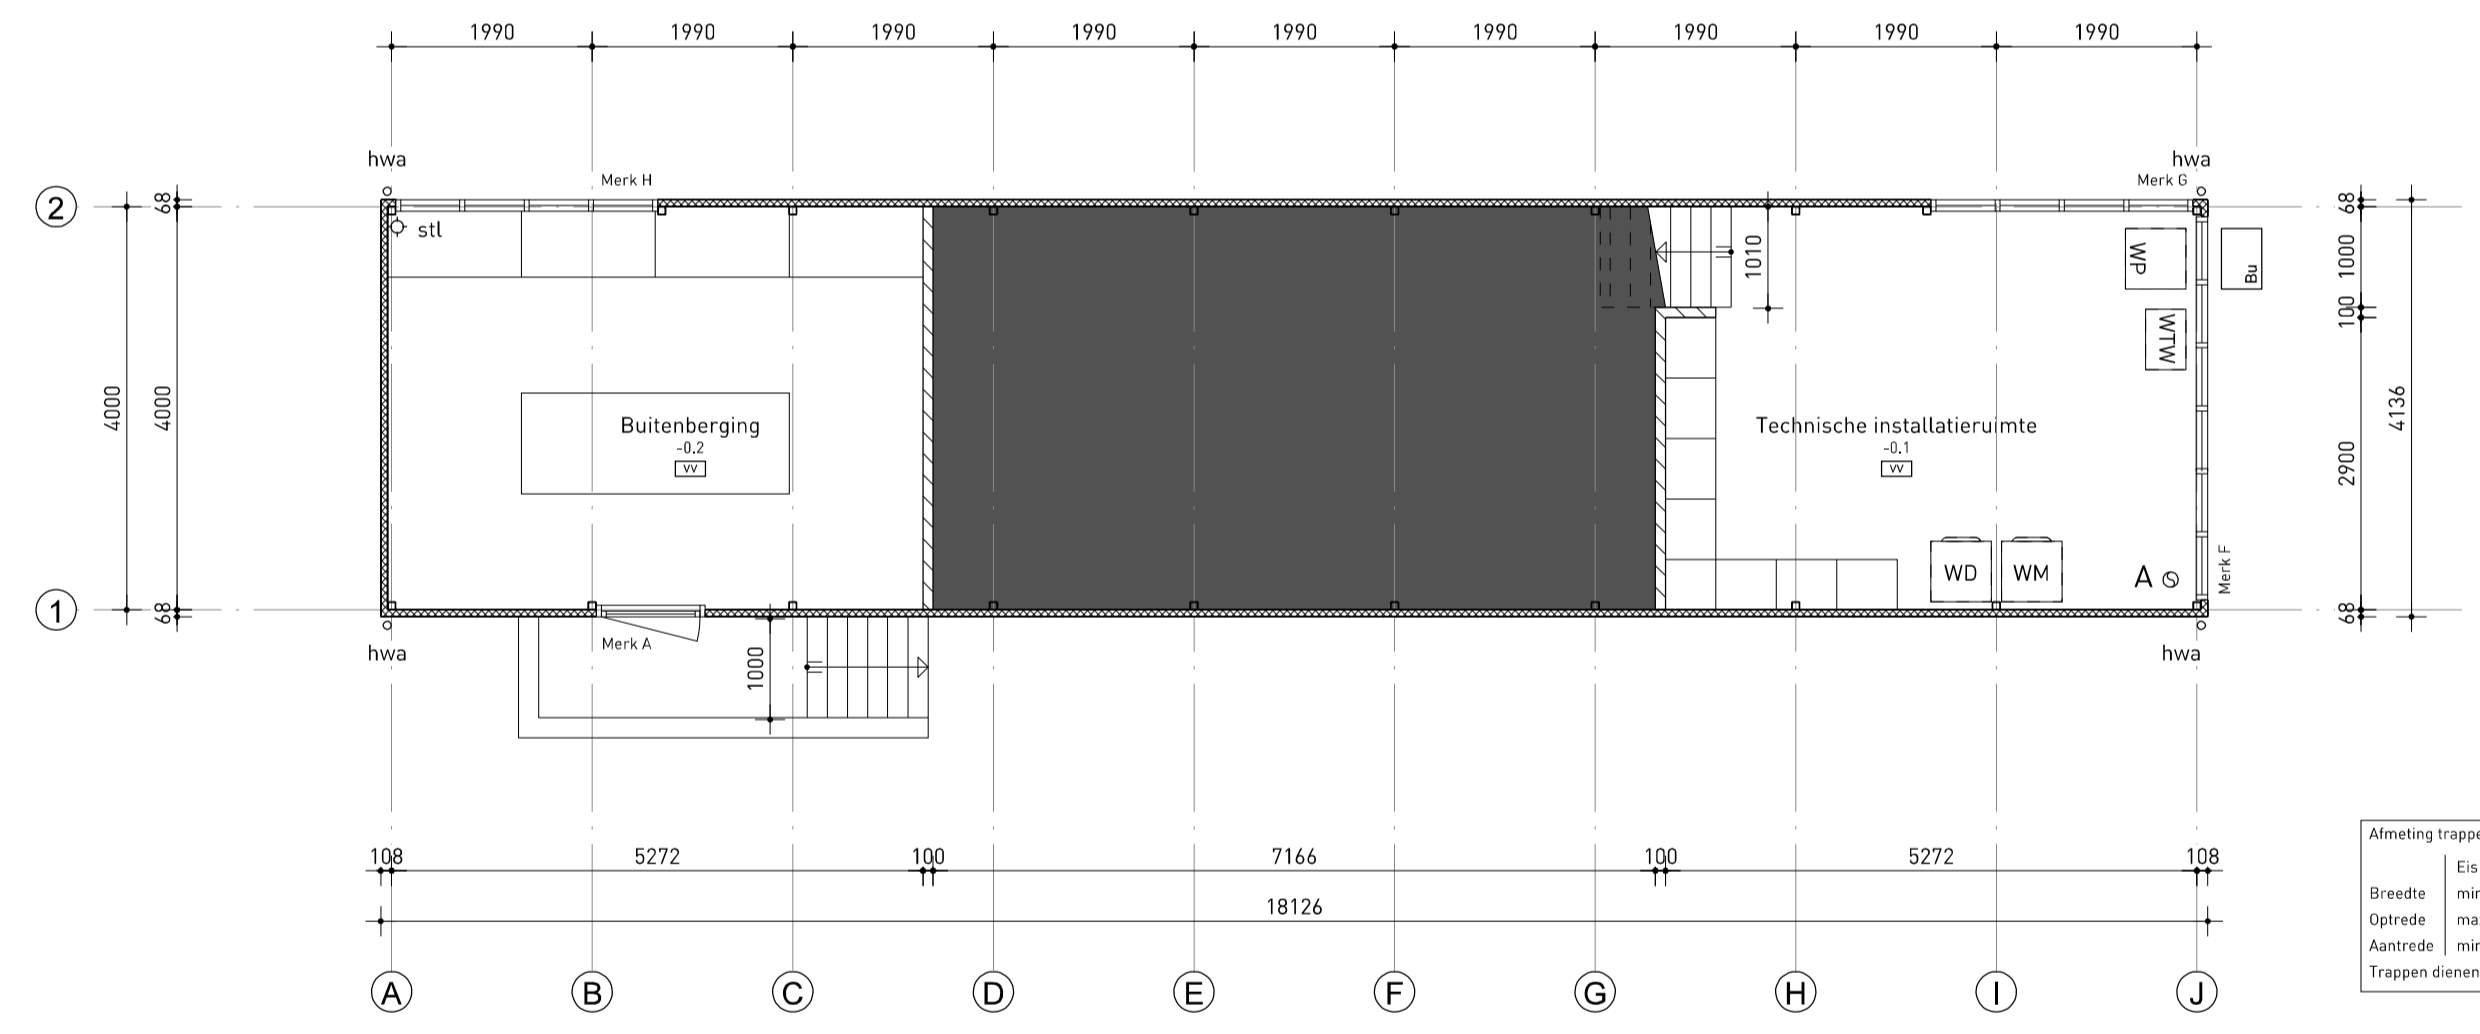 1990 1990 1990 1990 1990 1990 1990 1990 1990
hwa
hwa
Merk H
Merk G
2
68
68
stl
WP
Bu
1010
1000
100
WTW
4000
4000
4136
Buitenberging
-0.2
vv
Technische installatieruimte
-0.1
vv
2900
WD
WM
A
Merk F
1
68
68
Merk A
hwa
hwa
1000
Afmeting
108 5272 100 7166 100 5272 108
Eis
Breedte
18126
Optrede
Aantrede
Trappen dienen
A B C D E F G H I J